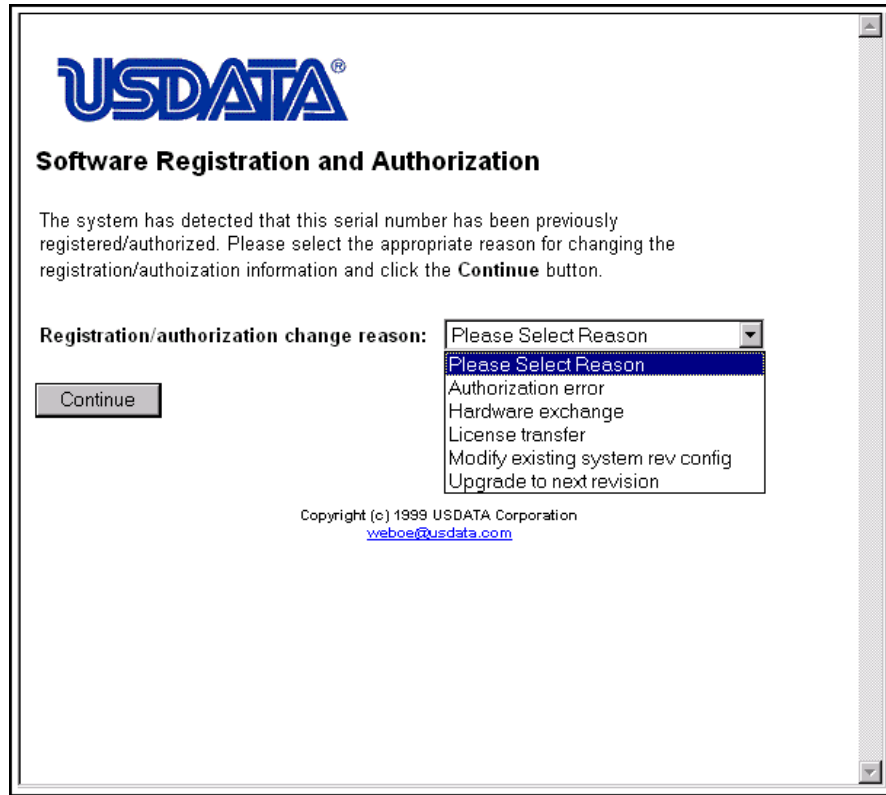 USDATA®
Software Registration and Authorization
The system has detected that this serial number has been previously
registered/authorized. Please select the appropriate reason for changing the
registration/authoization information and click the Continue button.
Registration/authorization change reason: Please Select Reason
Please Select Reason
Authorization error
Hardware exchange
License transfer
Modify existing system rev config
Upgrade to next revision
Continue
Copyright (c) 1999 USDATA Corporation
weboe@usdata.com